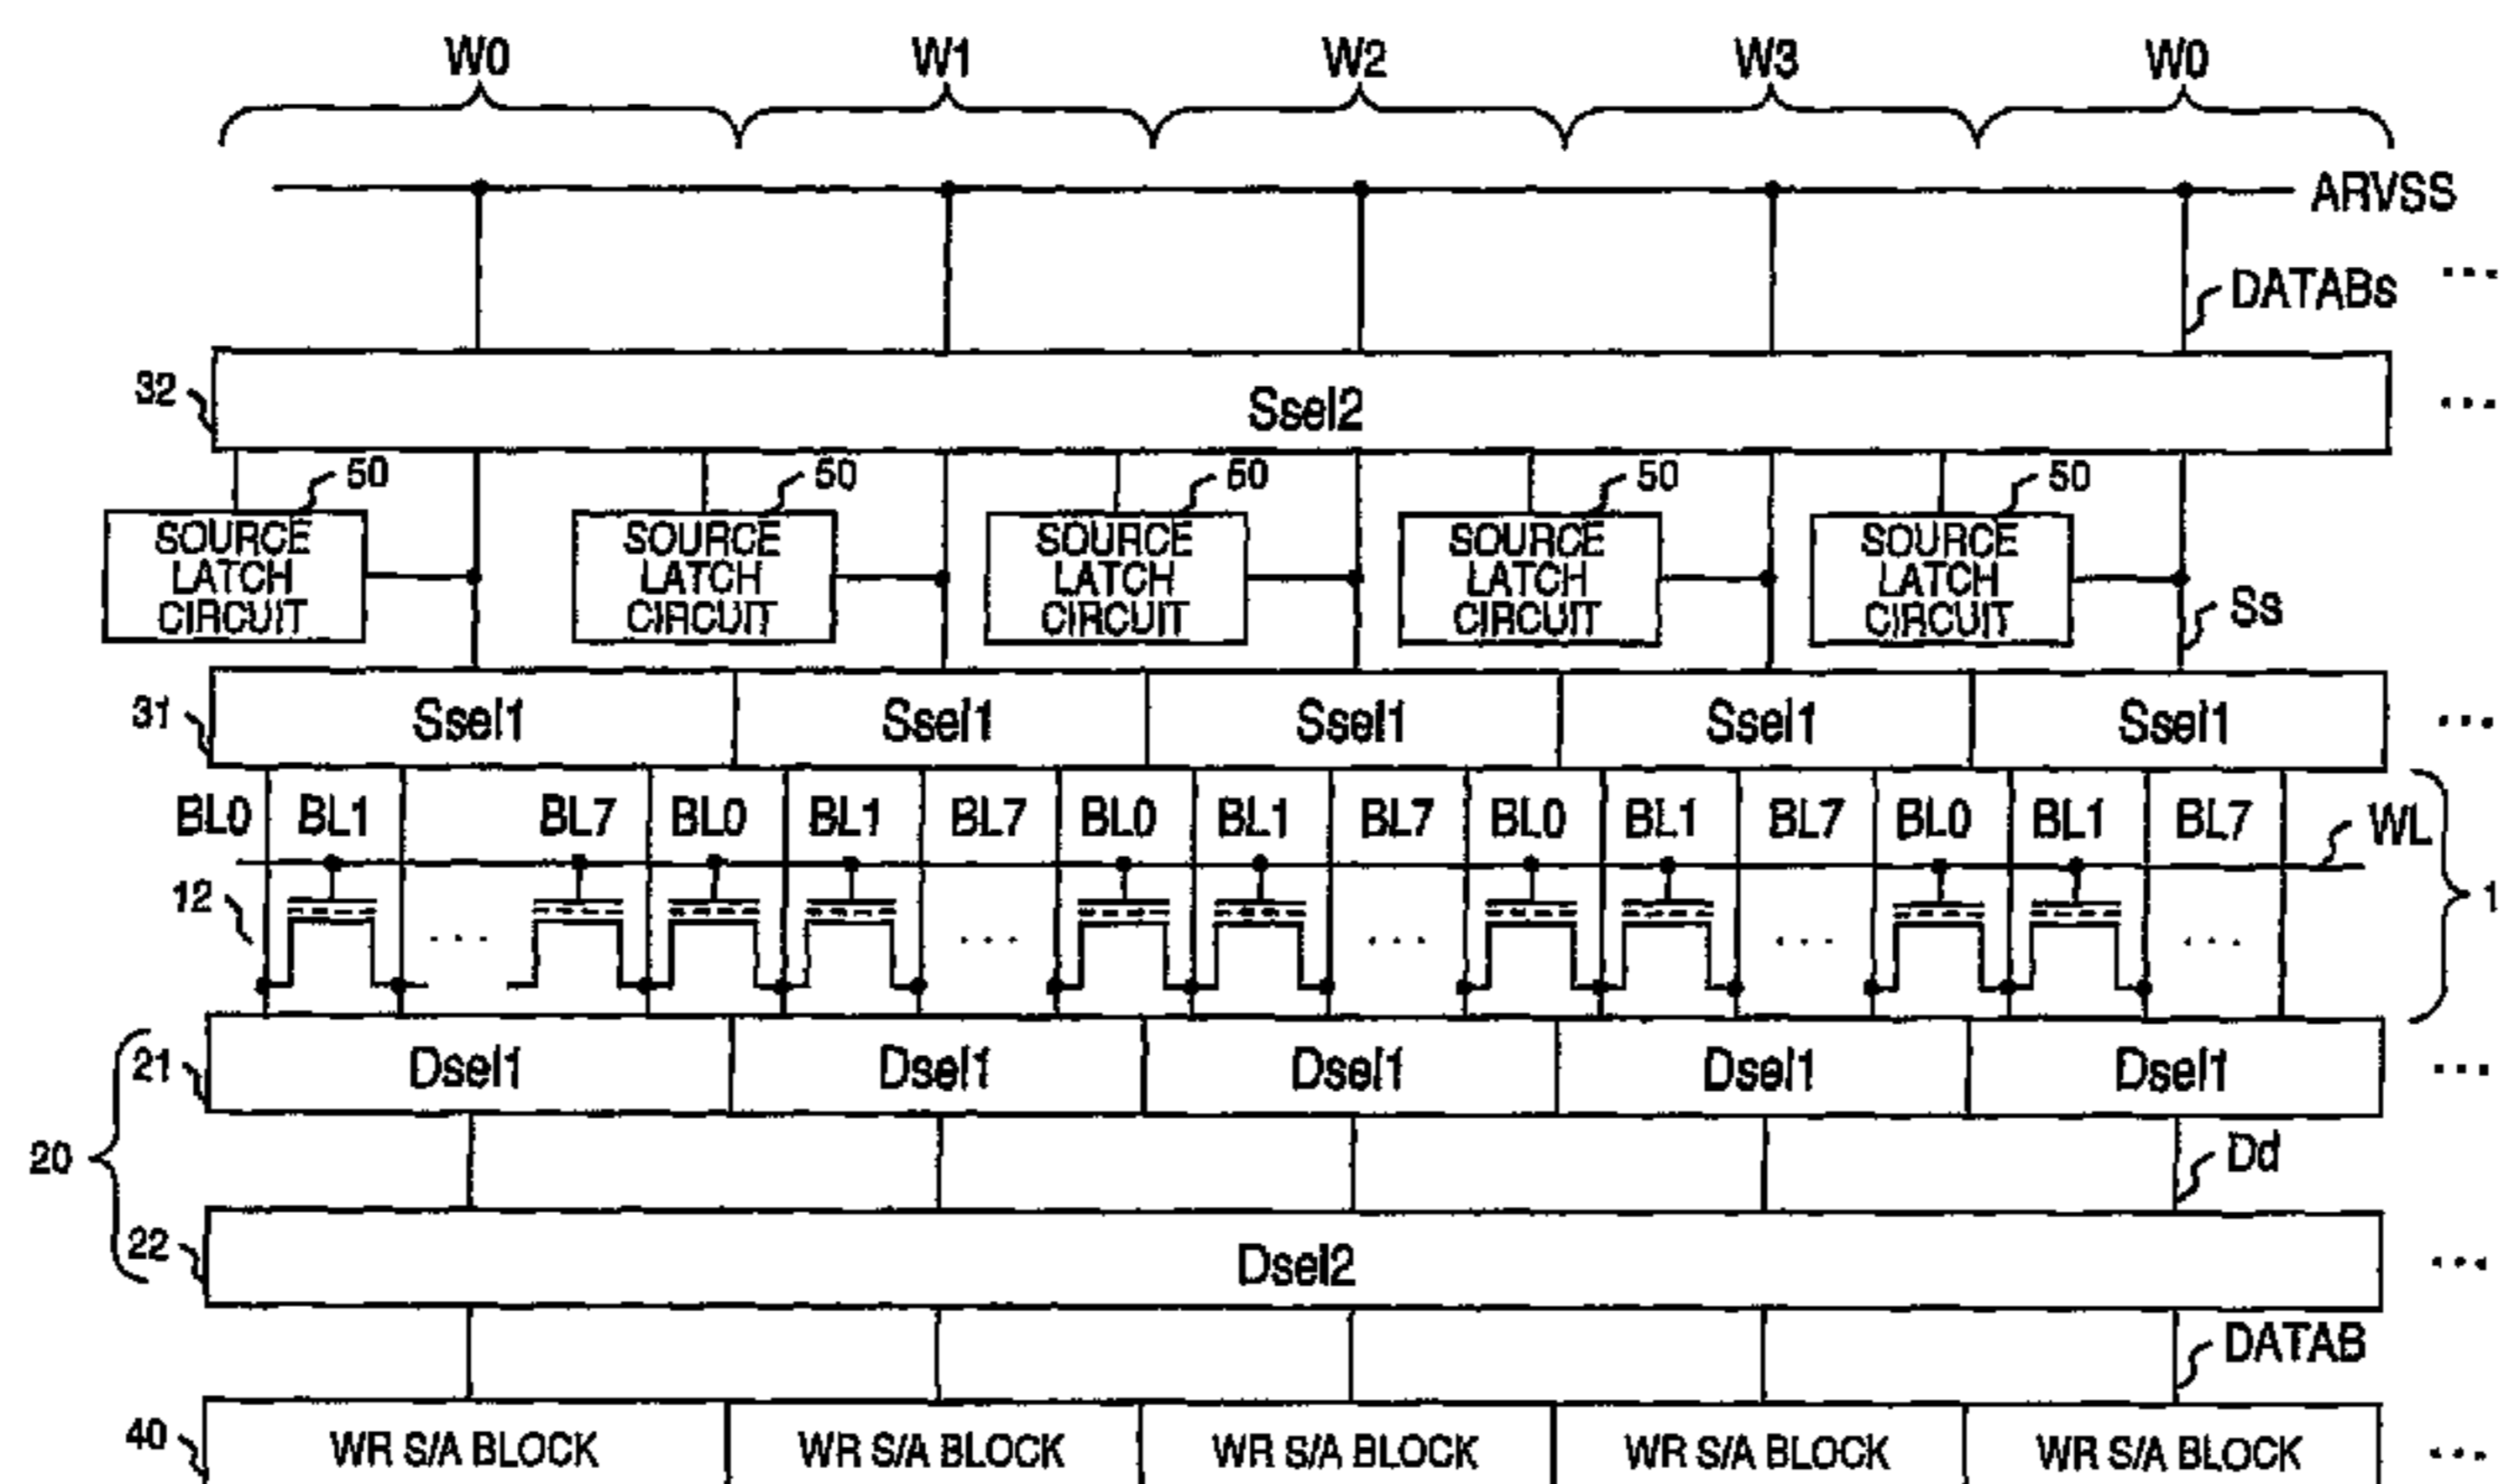 W0 W1 W2 W3 W0
ARVSS
DATABs ...
32 Ssel2 ...
50 50 50 50 50
SOURCE LATCH CIRCUIT
SOURCE LATCH CIRCUIT
SOURCE LATCH CIRCUIT
SOURCE LATCH CIRCUIT
SOURCE LATCH CIRCUIT
Ss
31 Ssel1 Ssel1 Ssel1 Ssel1 Ssel1 ...
BL0 BL1 BL7 BL0 BL1 BL7 BL0 BL1 BL7 BL0 BL1 BL7 BL0 BL1 BL7 WL
12 1
... ... ... ... ...
21 Dsel1 Dsel1 Dsel1 Dsel1 Dsel1 ...
20 Dd
22 Dsel2 ...
DATAB
40 WR S/A BLOCK WR S/A BLOCK WR S/A BLOCK WR S/A BLOCK WR S/A BLOCK ...